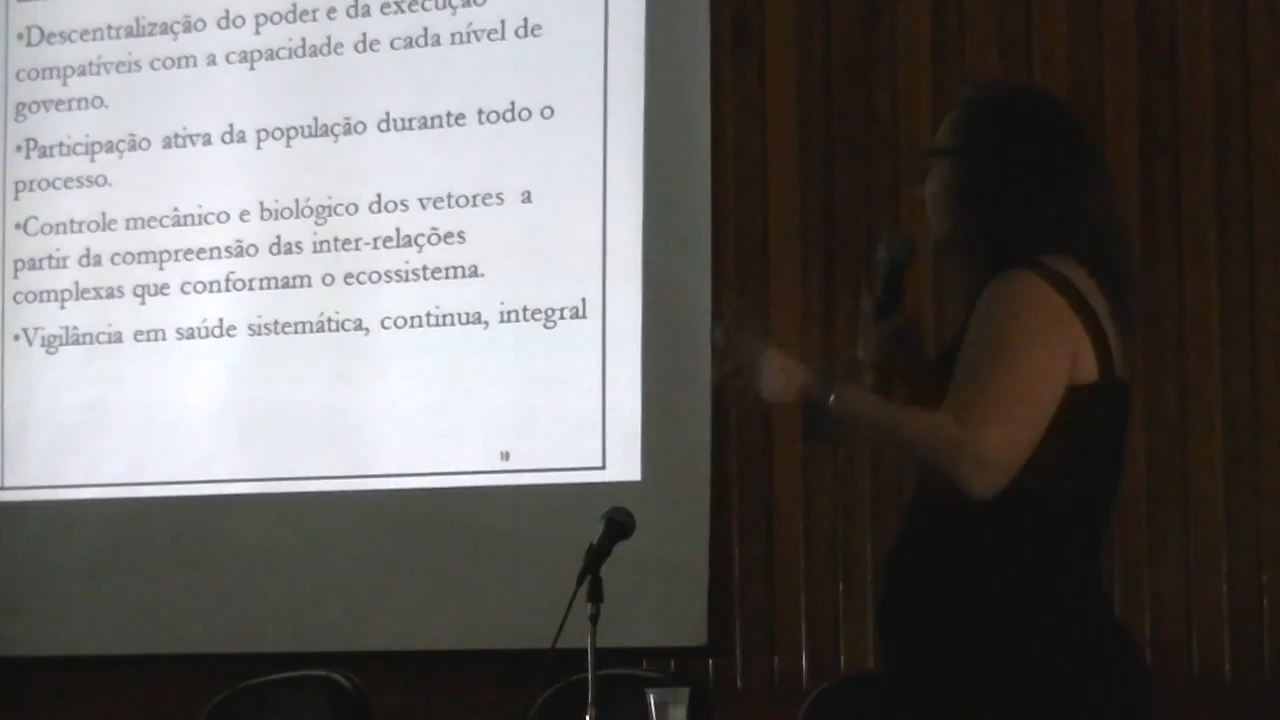 •Descentralização do poder e da execução
compatíveis com a capacidade de cada nível de
governo.
•Participação ativa da população durante todo o
processo.
•Controle mecânico e biológico dos vetores a
partir da compreensão das inter-relações
complexas que conformam o ecossistema.
•Vigilância em saúde sistemática, continua, integral